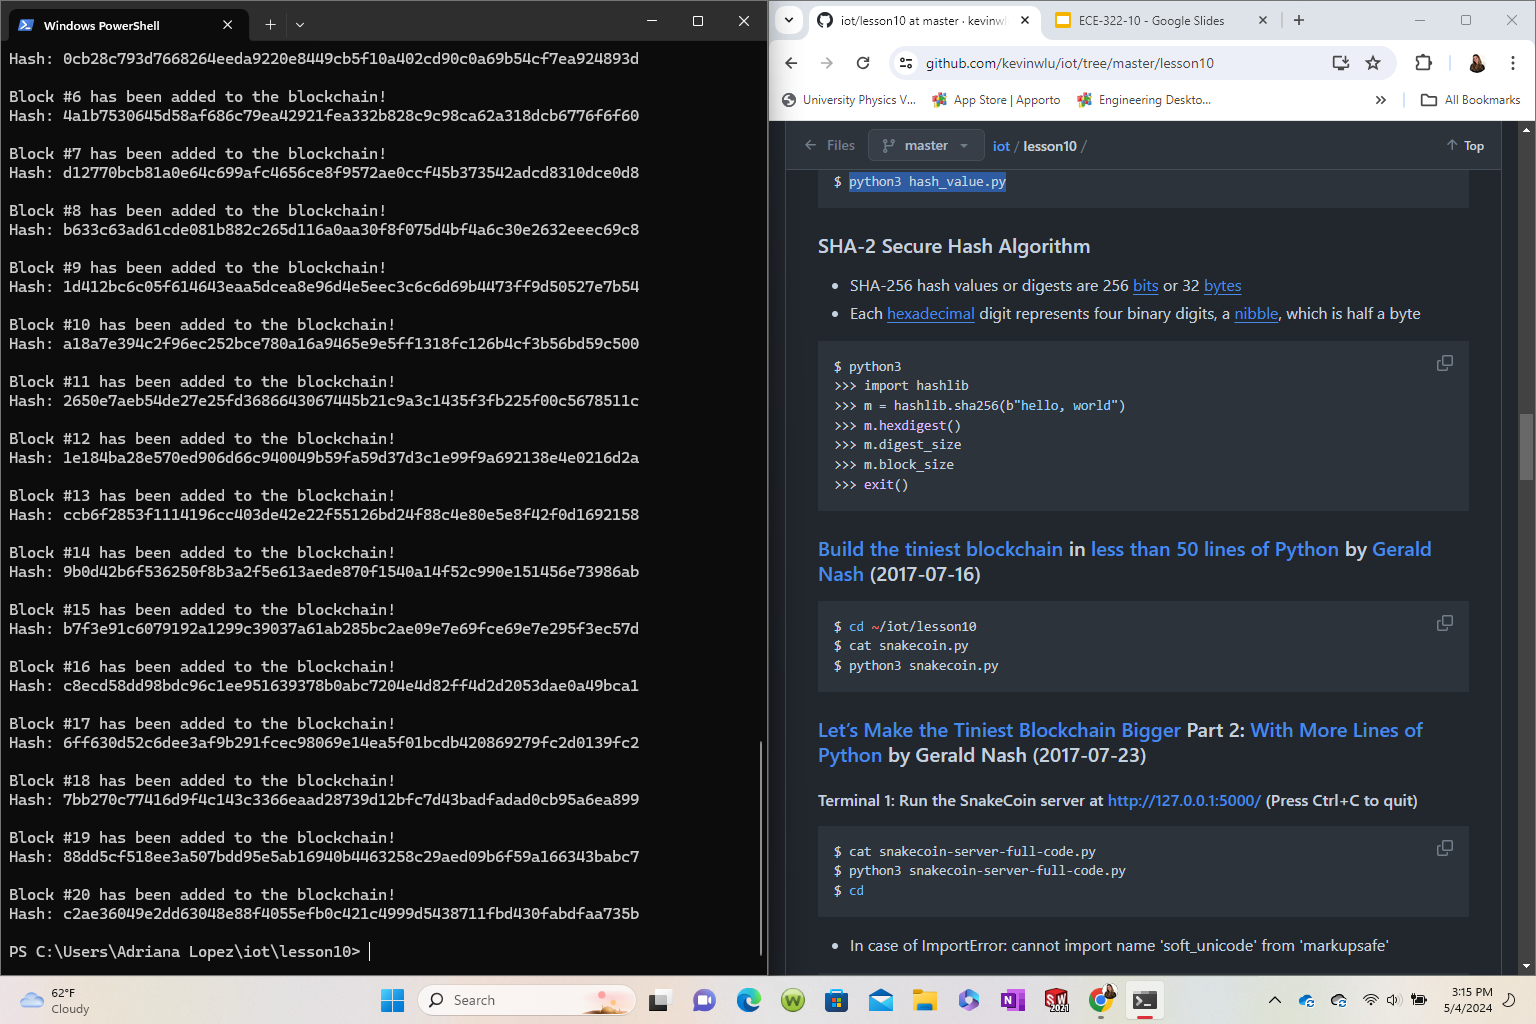 Windows PowerShell
Hash: 0cb28c793d7668264eeda9220e8449cb5f10a402cd90c0a69b54cf7ea924893d
Block #6 has been added to the blockchain!
Hash: 4a1b7530645d58af686c79ea42921fea332b828c9c98ca62a318dcb6776f6f60
Block #7 has been added to the blockchain!
Hash: d12770bcb81a0e64c699afc4656ce8f9572ae0ccf45b373542adcd8310dce0d8
Block #8 has been added to the blockchain!
Hash: b633c63ad61cde081b882c265d116a0aa30f8f075d4bf4a6c30e2632eeec69c8
Block #9 has been added to the blockchain!
Hash: 1d412bc6c05f614643eaa5dcea8e96d4e5eec3c6c6d69b4473ff9d50527e7b54
Block #10 has been added to the blockchain!
Hash: a18a7e394c2f96ec252bce780a16a9465e9e5ff1318fc126b4cf3b56bd59c500
Block #11 has been added to the blockchain!
Hash: 2650e7aeb54de27e25fd3686643067445b21c9a3c1435f3fb225f00c5678511c
Block #12 has been added to the blockchain!
Hash: 1e184ba28e570ed906d66c940049b59fa59d37d3c1e99f9a692138e4e0216d2a
Block #13 has been added to the blockchain!
Hash: ccb6f2853f1114196cc403de42e22f55126bd24f88c4e80e5e8f42f0d1692158
Block #14 has been added to the blockchain!
Hash: 9b0d42b6f536250f8b3a2f5e613aede870f1540a14f52c990e151456e73986ab
Block #15 has been added to the blockchain!
Hash: b7f3e91c6079192a1299c39037a61ab285bc2ae09e7e69fce69e7e295f3ec57d
Block #16 has been added to the blockchain!
Hash: c8ecd58dd98bdc96c1ee951639378b0abc7204e4d82ff4d2d2053dae0a49bca1
Block #17 has been added to the blockchain!
Hash: 6ff630d52c6dee3af9b291fcec98069e14ea5f01bcdb420869279fc2d0139fc2
Block #18 has been added to the blockchain!
Hash: 7bb270c77416d9f4c143c3366eaad28739d12bfc7d43badfadad0cb95a6ea899
Block #19 has been added to the blockchain!
Hash: 88dd5cf518ee3a507bdd95e5ab16940b4463258c29aed09b6f59a166343babc7
Block #20 has been added to the blockchain!
Hash: c2ae36049e2dd63048e88f4055efb0c421c4999d5438711fbd430fabdfaa735b
PS C:\Users\Adriana Lopez\iot\lesson10>
iot/lesson10 at master · kevinwl
ECE-322-10 - Google Slides
github.com/kevinwlu/iot/tree/master/lesson10
University Physics V...
App Store | Apporto
Engineering Deskto...
All Bookmarks
Files
master
iot / lesson10 /
Top
$ python3 hash_value.py
SHA-2 Secure Hash Algorithm
• SHA-256 hash values or digests are 256 bits or 32 bytes
• Each hexadecimal digit represents four binary digits, a nibble, which is half a byte
$ python3
>>> import hashlib
>>> m = hashlib.sha256(b"hello, world")
>>> m.hexdigest()
>>> m.digest_size
>>> m.block_size
>>> exit()
Build the tiniest blockchain in less than 50 lines of Python by Gerald
Nash (2017-07-16)
$ cd ~/iot/lesson10
$ cat snakecoin.py
$ python3 snakecoin.py
Let's Make the Tiniest Blockchain Bigger Part 2: With More Lines of
Python by Gerald Nash (2017-07-23)
Terminal 1: Run the SnakeCoin server at http://127.0.0.1:5000/ (Press Ctrl+C to quit)
$ cat snakecoin-server-full-code.py
$ python3 snakecoin-server-full-code.py
$ cd
• In case of ImportError: cannot import name 'soft_unicode' from 'markupsafe'
62°F
Cloudy
Search
SW
2021
3:15 PM
5/4/2024